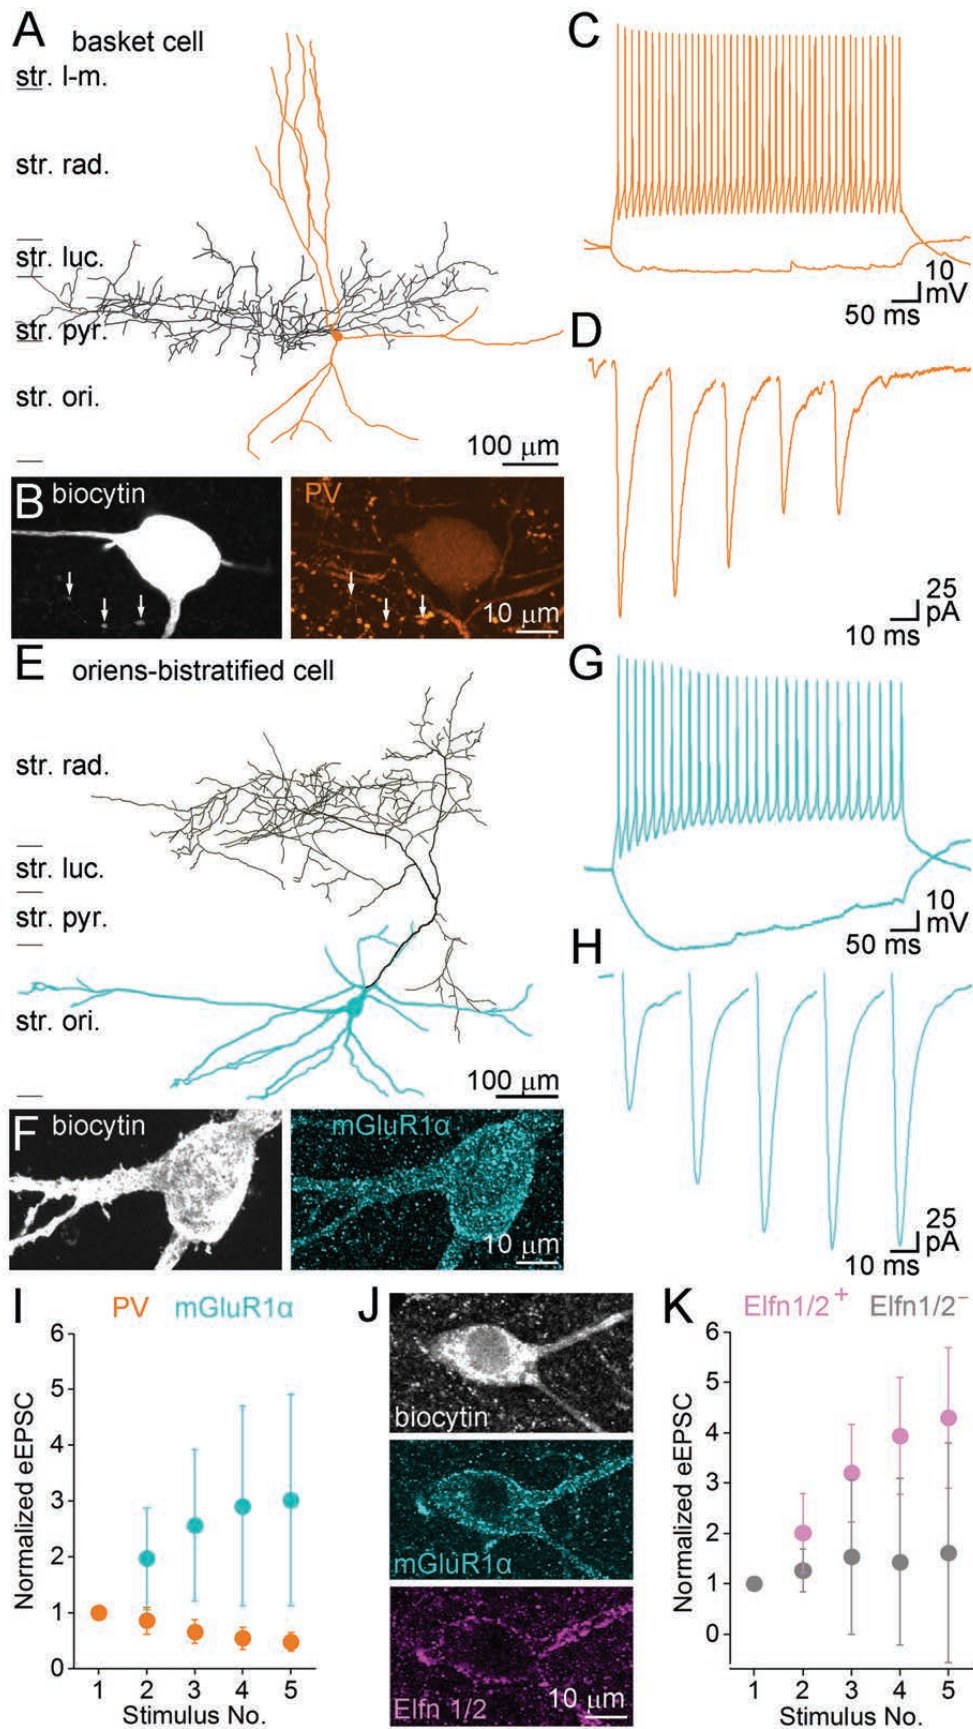 A basket cell
str. l-m.
str. rad.
str. luc.
str. pyr.
str. ori.
100 μm
B biocytin
PV
10 μm
C
10
mV
50 ms
D
25
pA
10 ms
E oriens-bistratified cell
str. rad.
str. luc.
str. pyr.
str. ori.
100 μm
F biocytin
mGluR1α
10 μm
G
10
mV
50 ms
H
25
pA
10 ms
I PV mGluR1α
Normalized eEPSC
6
5
4
3
2
1
0
1 2 3 4 5
Stimulus No.
J
biocytin
mGluR1α
Elfn 1/2
10 μm
K Elfn1/2⁺ Elfn1/2⁻
Normalized eEPSC
6
5
4
3
2
1
0
1 2 3 4 5
Stimulus No.